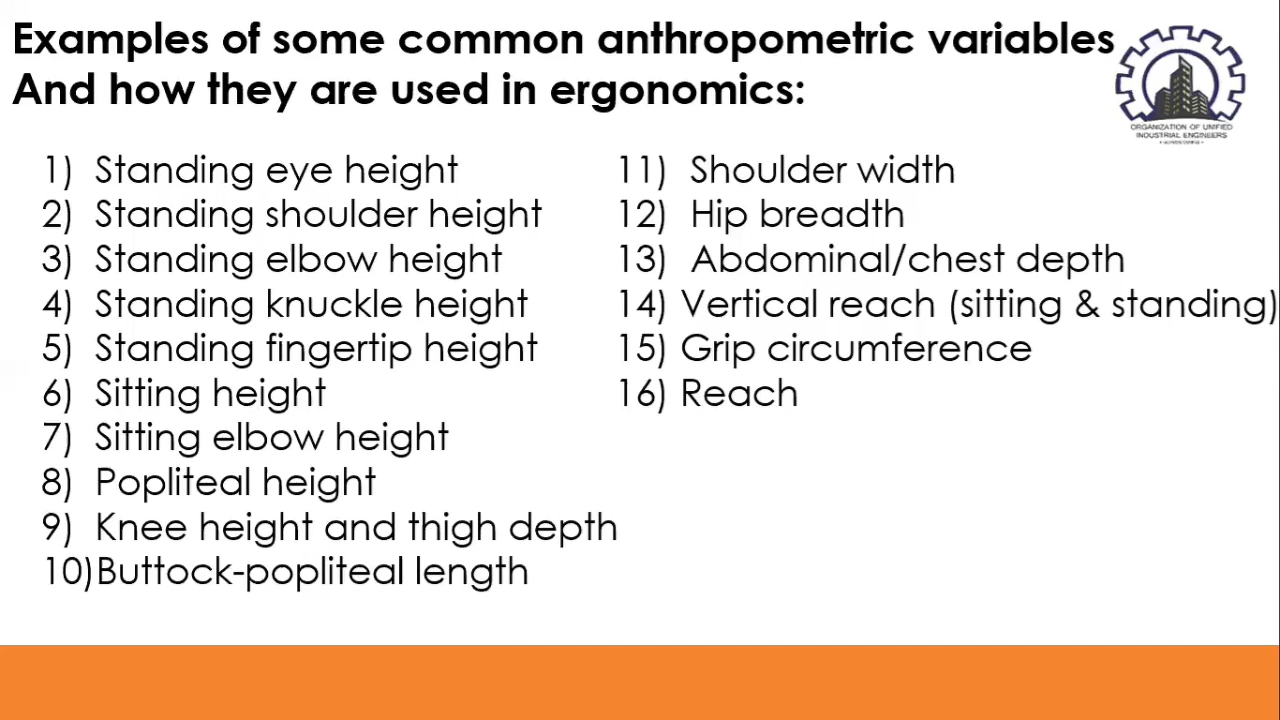 Examples of some common anthropometric variables
And how they are used in ergonomics:
ORGANIZATION OF UNIFIED
INDUSTRIAL ENGINEERS
1) Standing eye height
2) Standing shoulder height
3) Standing elbow height
4) Standing knuckle height
5) Standing fingertip height
6) Sitting height
7) Sitting elbow height
8) Popliteal height
9) Knee height and thigh depth
10)Buttock-popliteal length
11) Shoulder width
12) Hip breadth
13) Abdominal/chest depth
14) Vertical reach (sitting & standing)
15) Grip circumference
16) Reach